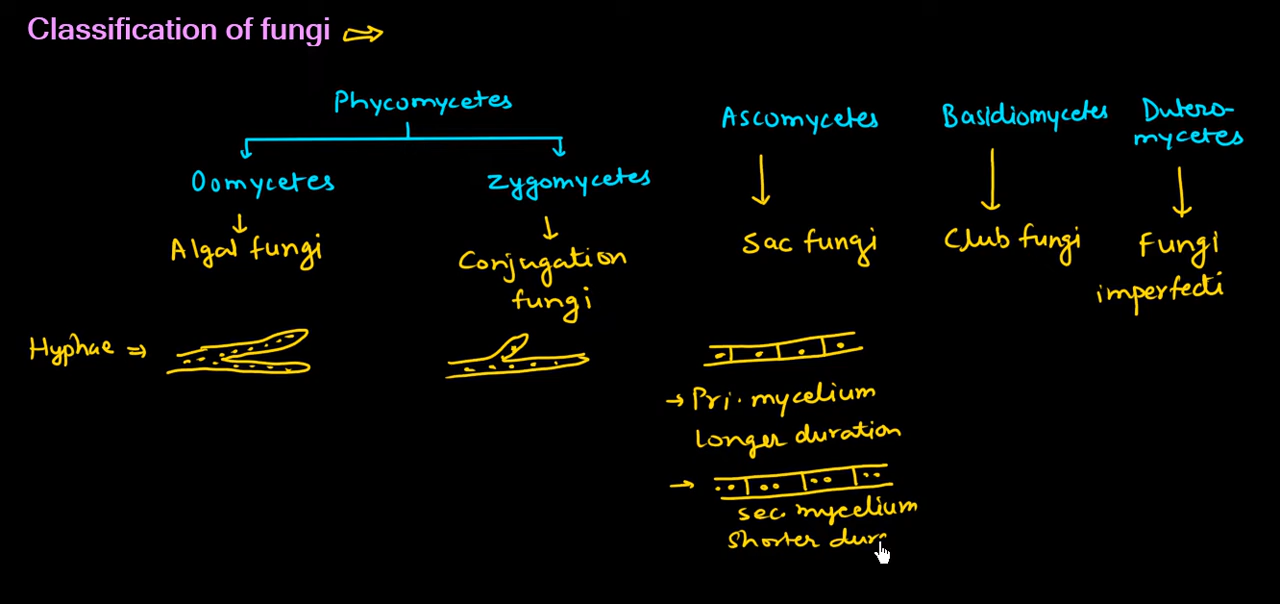 Classification of fungi ⇒
Phycomycetes
Ascomycetes
Basidiomycetes
Dutero-
mycetes
Oomycetes
Zygomycetes
Algal fungi
Conjugation
fungi
Sac fungi
Club fungi
Fungi
imperfecti
Hyphae ⇒
→ Pri. mycelium
Longer duration
→
sec. mycelium
Shorter dura